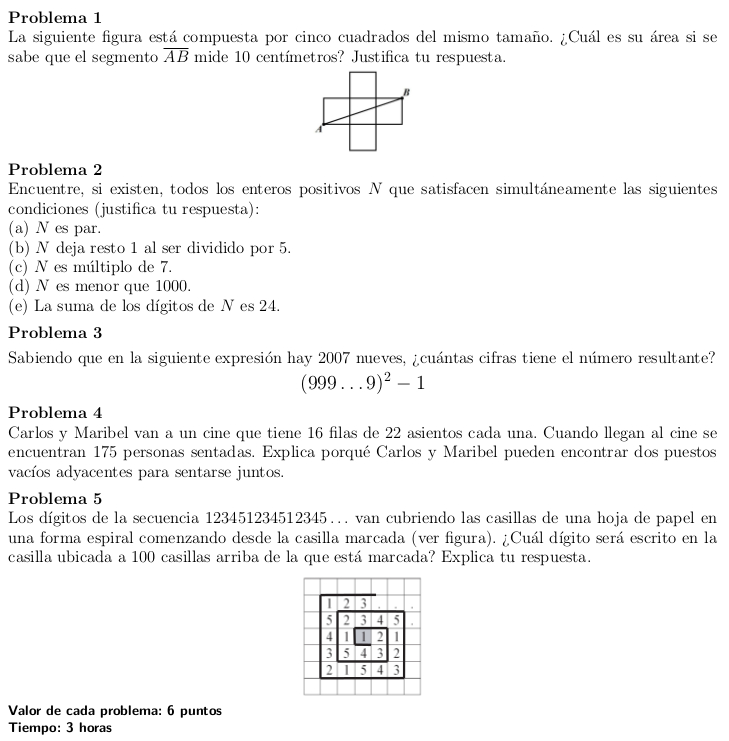 Problema 1
La siguiente figura está compuesta por cinco cuadrados del mismo tamaño. ¿Cuál es su área si se
sabe que el segmento AB mide 10 centímetros? Justifica tu respuesta.
B
A
Problema 2
Encuentre, si existen, todos los enteros positivos N que satisfacen simultáneamente las siguientes
condiciones (justifica tu respuesta):
(a) N es par.
(b) N deja resto 1 al ser dividido por 5.
(c) N es múltiplo de 7.
(d) N es menor que 1000.
(e) La suma de los dígitos de N es 24.
Problema 3
Sabiendo que en la siguiente expresión hay 2007 nueves, ¿cuántas cifras tiene el número resultante?
(999...9)² − 1
Problema 4
Carlos y Maribel van a un cine que tiene 16 filas de 22 asientos cada una. Cuando llegan al cine se
encuentran 175 personas sentadas. Explica porqué Carlos y Maribel pueden encontrar dos puestos
vacíos adyacentes para sentarse juntos.
Problema 5
Los dígitos de la secuencia 123451234512345... van cubriendo las casillas de una hoja de papel en
una forma espiral comenzando desde la casilla marcada (ver figura). ¿Cuál dígito será escrito en la
casilla ubicada a 100 casillas arriba de la que está marcada? Explica tu respuesta.
1 2 3 . . .
5 2 3 4 5 .
4 1 1 2 1
3 5 4 3 2
2 1 5 4 3
Valor de cada problema: 6 puntos
Tiempo: 3 horas